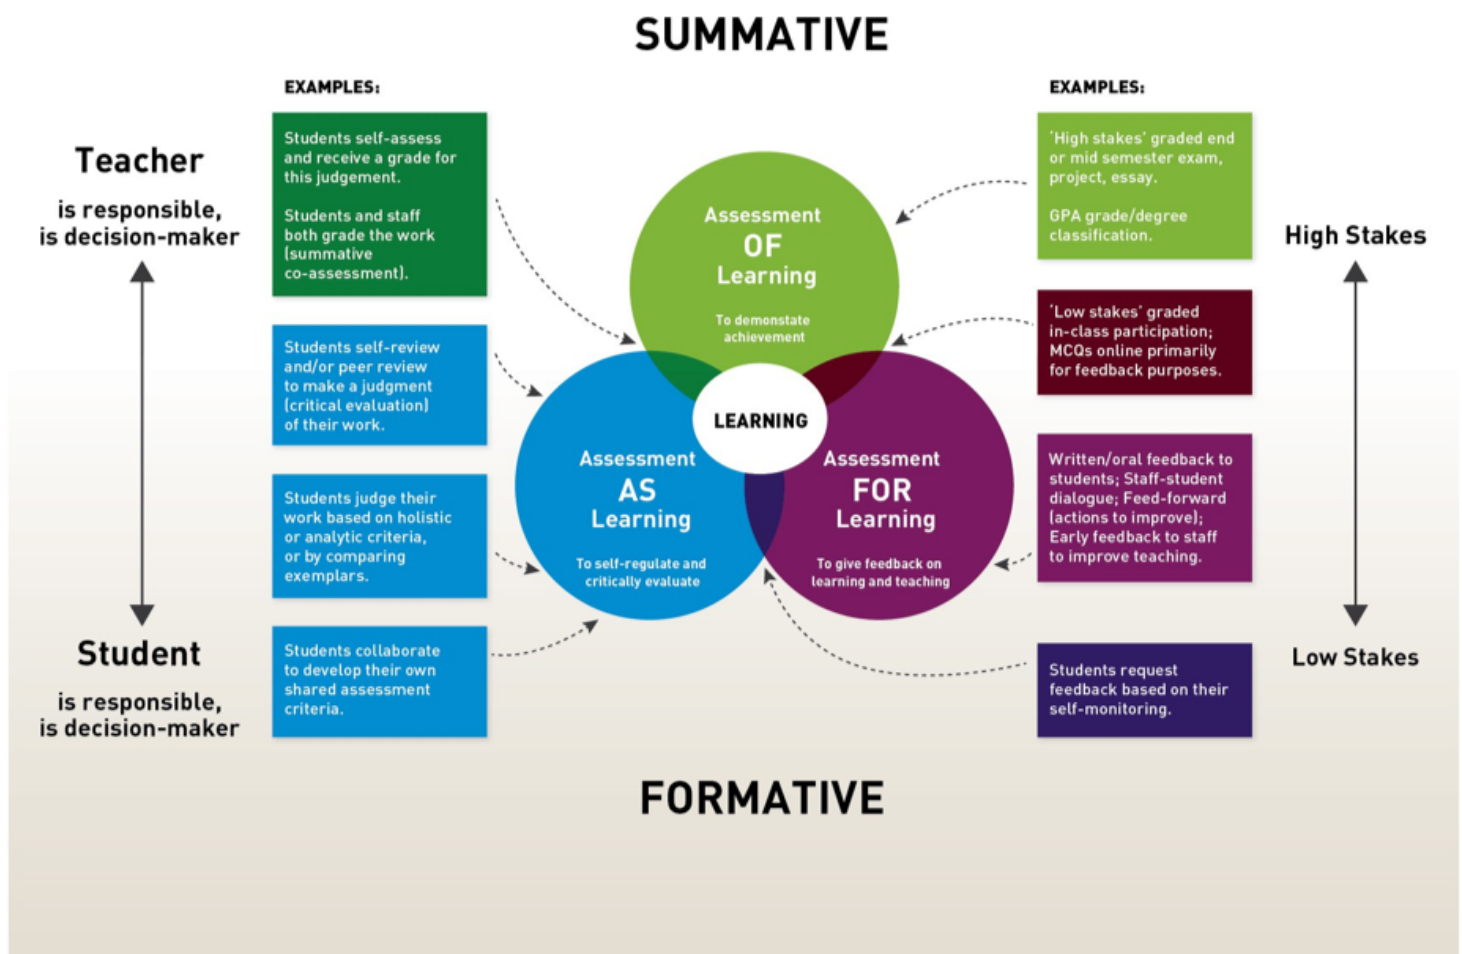 SUMMATIVE
Teacher
is responsible,
is decision-maker
Student
is responsible,
is decision-maker
EXAMPLES:
Students self-assess
and receive a grade for
this judgement.
Students and staff
both grade the work
(summative
co-assessment).
Students self-review
and/or peer review
to make a judgment
(critical evaluation)
of their work.
Students judge their
work based on holistic
or analytic criteria,
or by comparing
exemplars.
Students collaborate
to develop their own
shared assessment
criteria.
Assessment
OF
Learning
To demonstate
achievement
LEARNING
Assessment
AS
Learning
To self-regulate and
critically evaluate
Assessment
FOR
Learning
To give feedback on
learning and teaching
EXAMPLES:
'High stakes' graded end
or mid semester exam,
project, essay.
GPA grade/degree
classification.
'Low stakes' graded
in-class participation;
MCQs online primarily
for feedback purposes.
Written/oral feedback to
students; Staff-student
dialogue; Feed-forward
(actions to improve);
Early feedback to staff
to improve teaching.
Students request
feedback based on their
self-monitoring.
High Stakes
Low Stakes
FORMATIVE